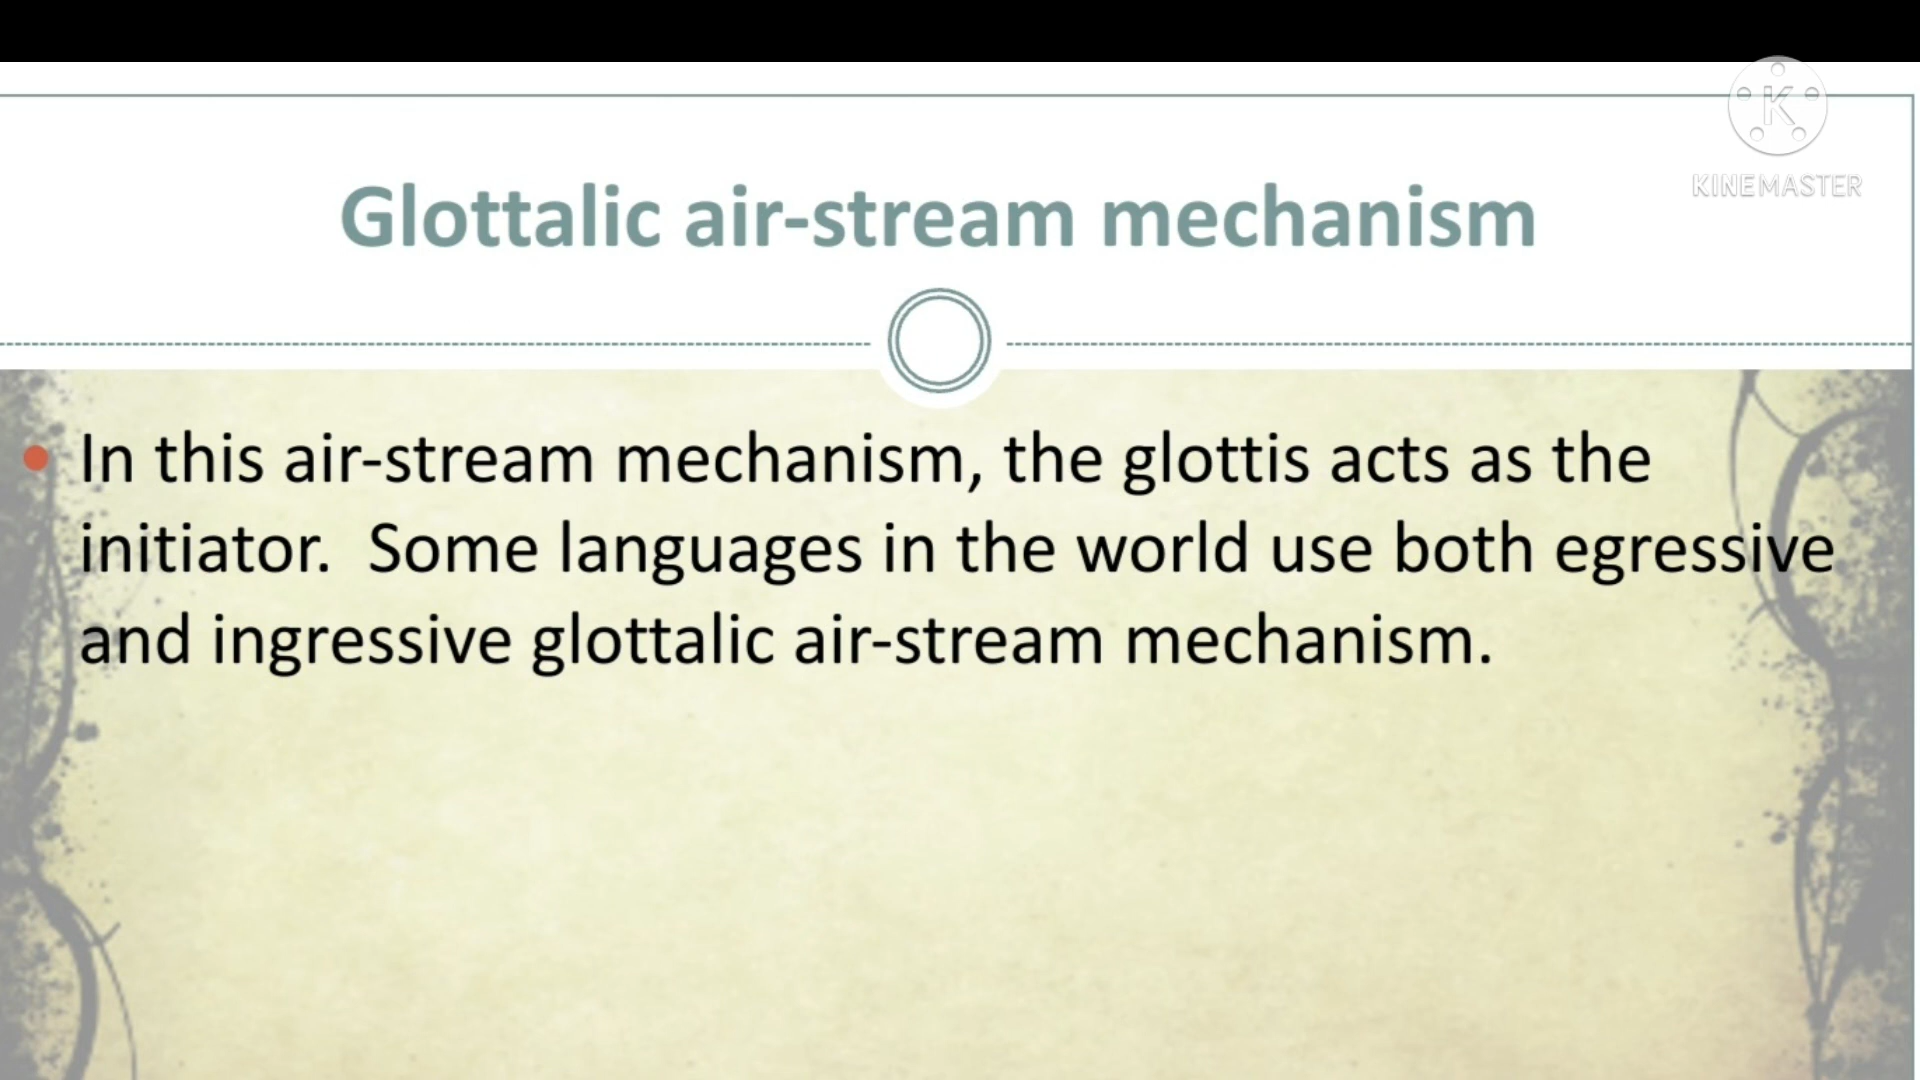 K
KINEMASTER
Glottalic air-stream mechanism
• In this air-stream mechanism, the glottis acts as the
initiator.  Some languages in the world use both egressive
and ingressive glottalic air-stream mechanism.